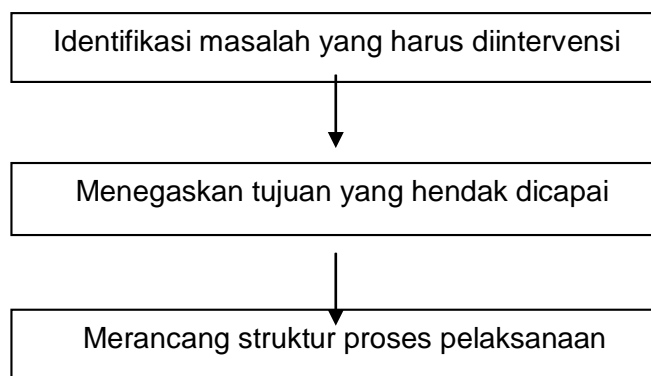 Identifikasi masalah yang harus diintervensi
Menegaskan tujuan yang hendak dicapai
Merancang struktur proses pelaksanaan